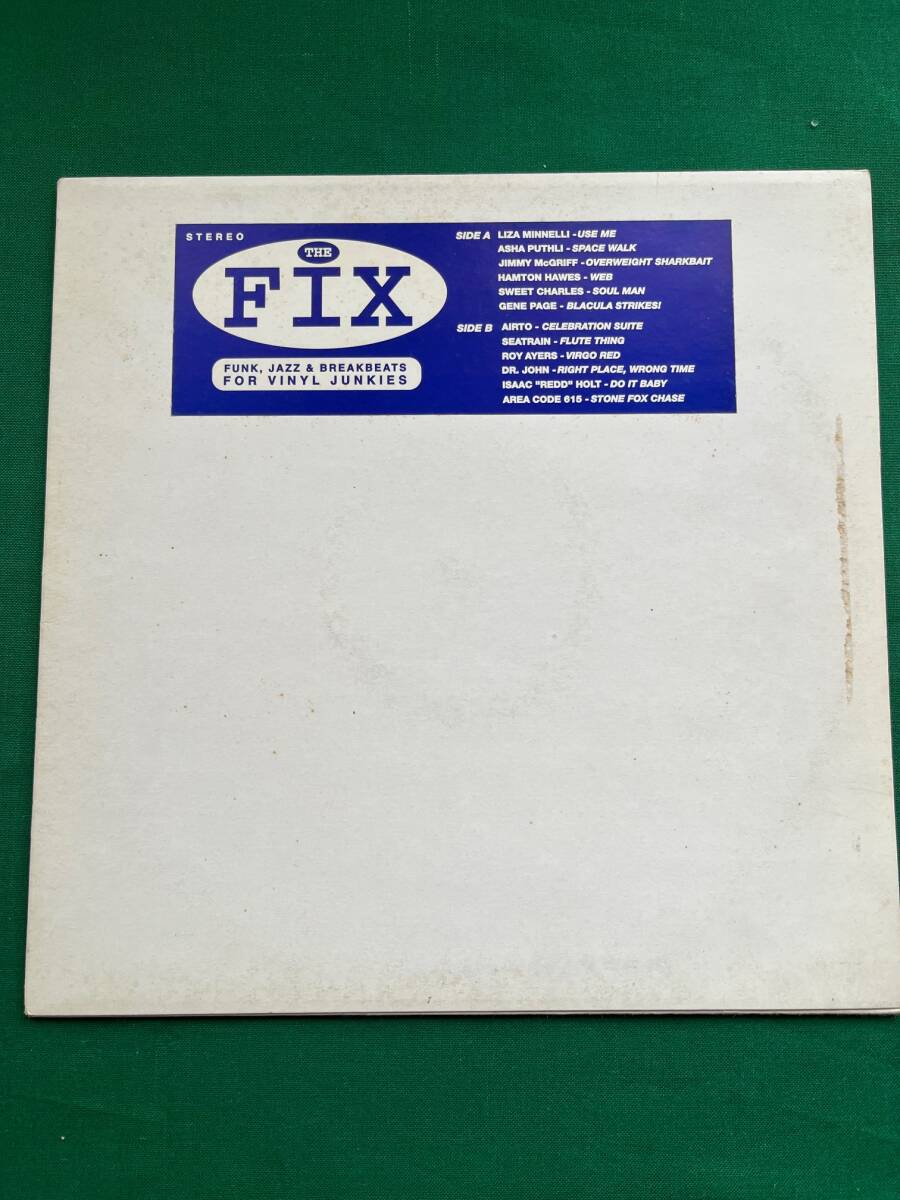 STEREO
THE
FIX
FUNK, JAZZ & BREAKBEATS
FOR VINYL JUNKIES
SIDE A LIZA MINNELLI - USE ME
ASHA PUTHLI - SPACE WALK
JIMMY McGRIFF - OVERWEIGHT SHARKBAIT
HAMTON HAWES - WEB
SWEET CHARLES - SOUL MAN
GENE PAGE - BLACULA STRIKES!
SIDE B AIRTO - CELEBRATION SUITE
SEATRAIN - FLUTE THING
ROY AYERS - VIRGO RED
DR. JOHN - RIGHT PLACE, WRONG TIME
ISAAC "REDD" HOLT - DO IT BABY
AREA CODE 615 - STONE FOX CHASE